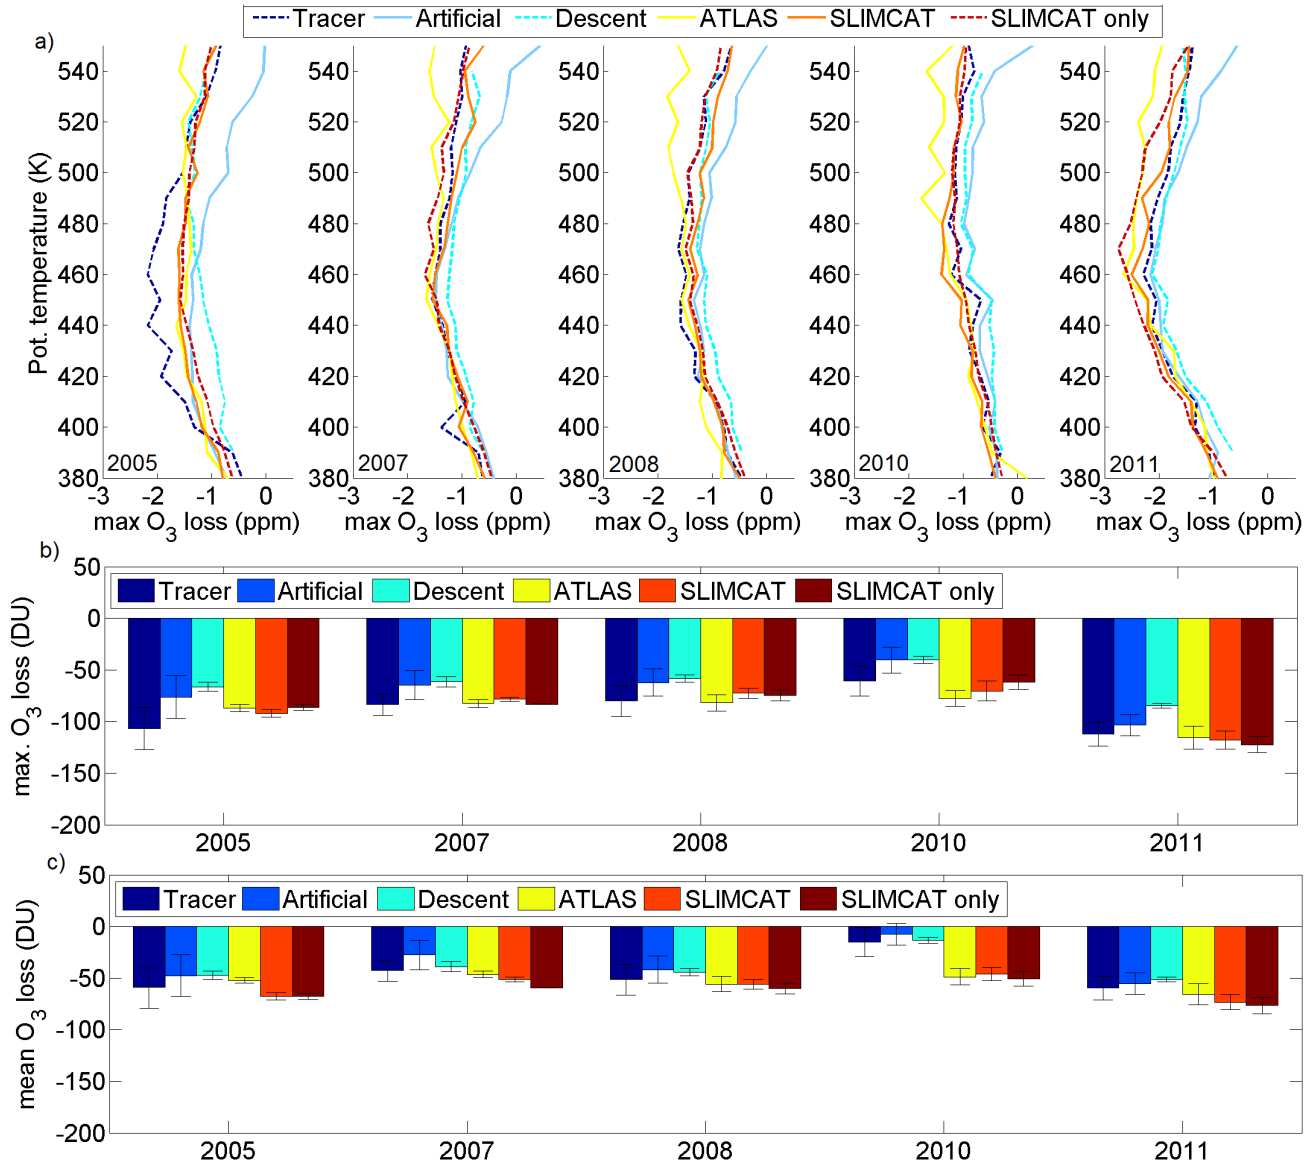 Tracer Artificial Descent ATLAS SLIMCAT SLIMCAT only
a)
Pot. temperature (K)
540 540 540 540 540
520 520 520 520 520
500 500 500 500 500
480 480 480 480 480
460 460 460 460 460
440 440 440 440 440
420 420 420 420 420
400 400 400 400 400
380 380 380 380 380
2005 2007 2008 2010 2011
-3 -2 -1 0 -3 -2 -1 0 -3 -2 -1 0 -3 -2 -1 0 -3 -2 -1 0
max O3 loss (ppm) max O3 loss (ppm) max O3 loss (ppm) max O3 loss (ppm) max O3 loss (ppm)
b)
max. O3 loss (DU)
50
Tracer Artificial Descent ATLAS SLIMCAT SLIMCAT only
0
-50
-100
-150
-200
2005 2007 2008 2010 2011
c)
mean O3 loss (DU)
50
Tracer Artificial Descent ATLAS SLIMCAT SLIMCAT only
0
-50
-100
-150
-200
2005 2007 2008 2010 2011